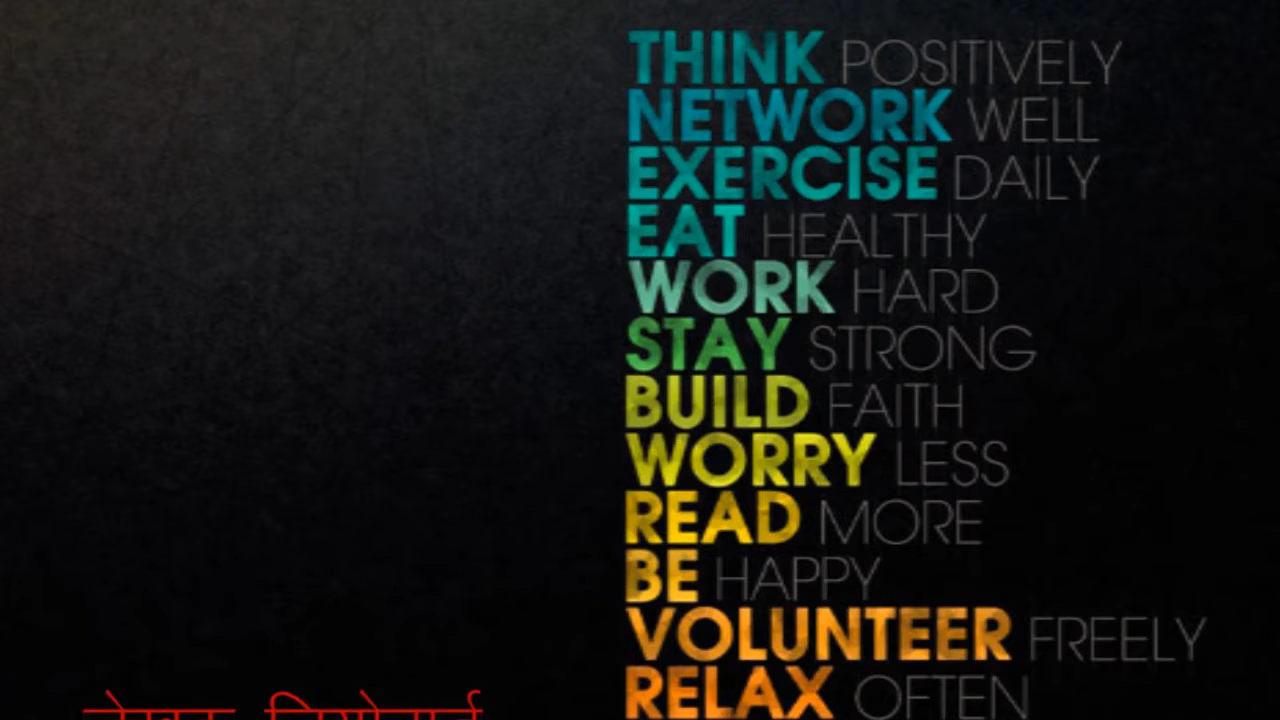 THINK POSITIVELY
NETWORK WELL
EXERCISE DAILY
EAT HEALTHY
WORK HARD
STAY STRONG
BUILD FAITH
WORRY LESS
READ MORE
BE HAPPY
VOLUNTEER FREELY
RELAX OFTEN